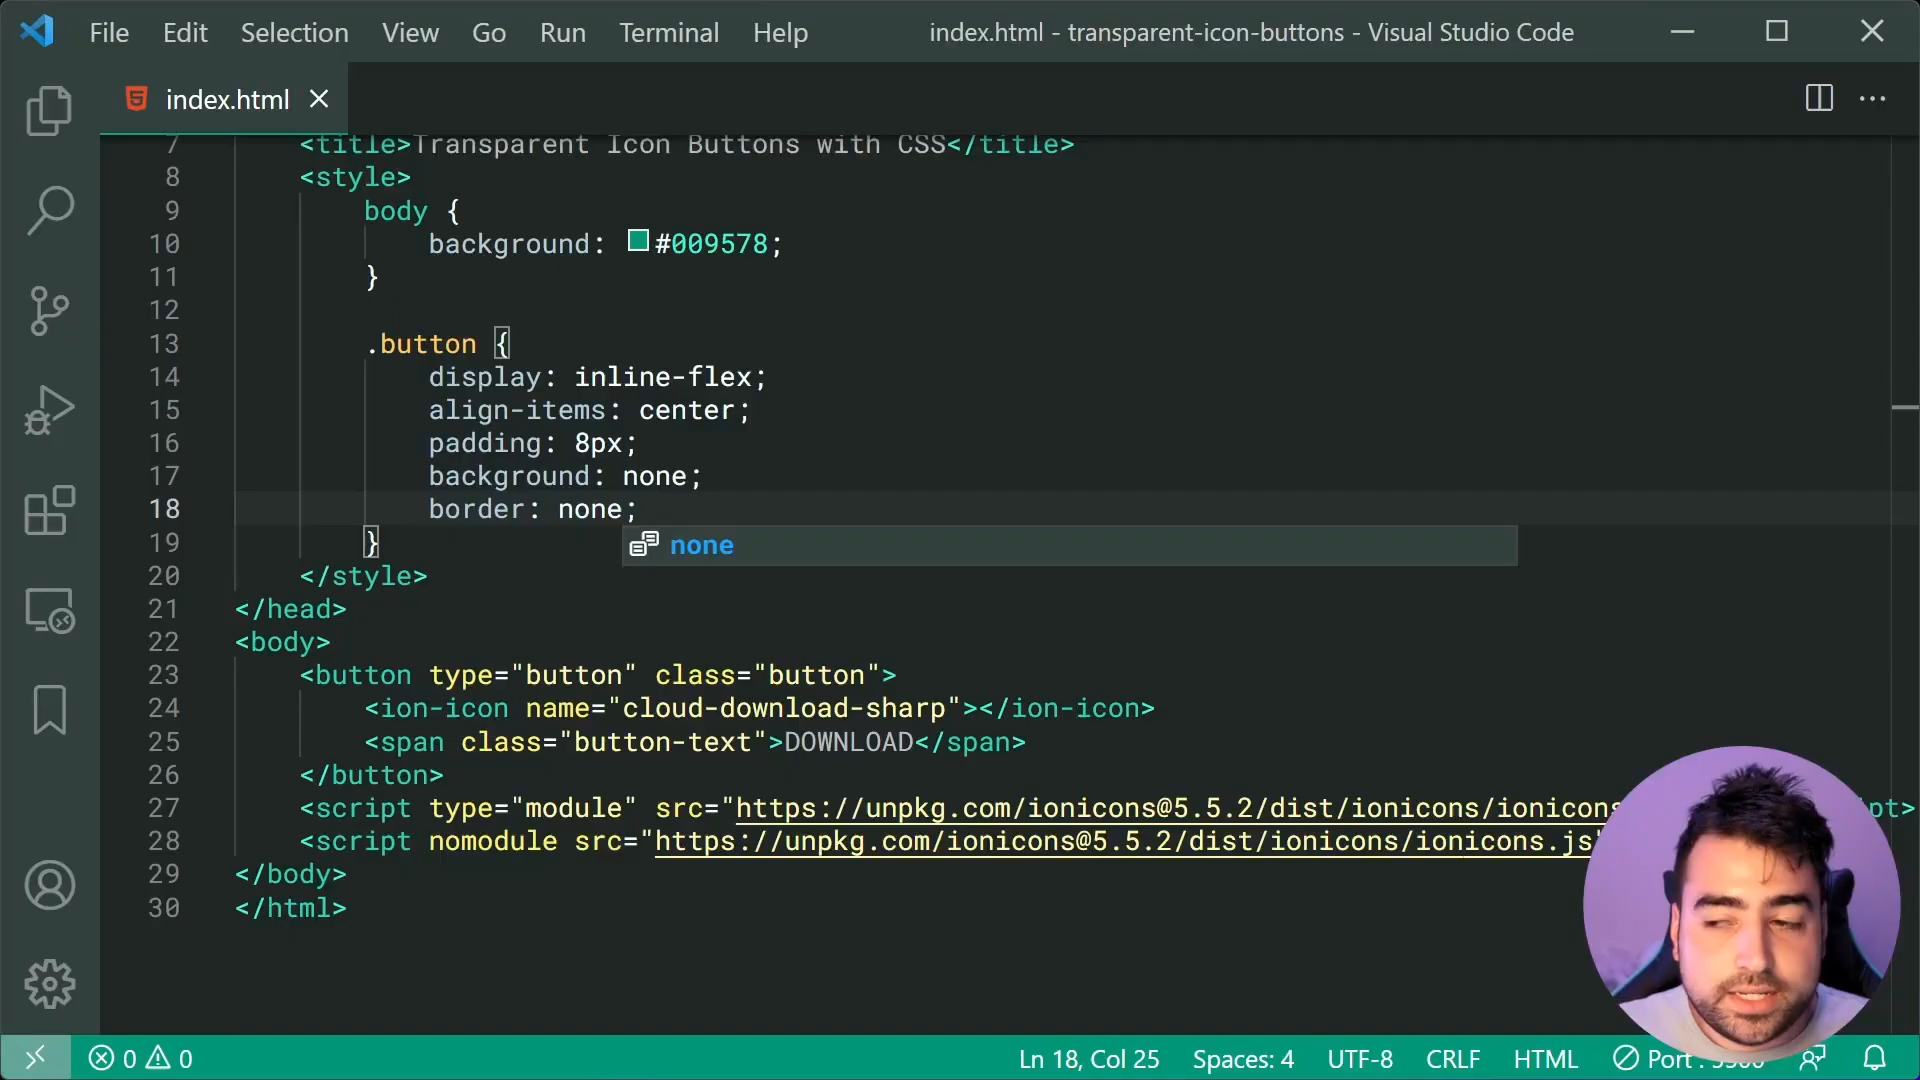 File Edit Selection View Go Run Terminal Help index.html - transparent-icon-buttons - Visual Studio Code
index.html
7 <title>Transparent Icon Buttons with CSS</title>
8 <style>
9 body {
10 background: #009578;
11 }
12
13 .button {
14 display: inline-flex;
15 align-items: center;
16 padding: 8px;
17 background: none;
18 border: none;
none
19 }
20 </style>
21 </head>
22 <body>
23 <button type="button" class="button">
24 <ion-icon name="cloud-download-sharp"></ion-icon>
25 <span class="button-text">DOWNLOAD</span>
26 </button>
27 <script type="module" src="https://unpkg.com/ionicons@5.5.2/dist/ionicons/ionicons pt>
28 <script nomodule src="https://unpkg.com/ionicons@5.5.2/dist/ionicons/ionicons.js
29 </body>
30 </html>
0 0 Ln 18, Col 25 Spaces: 4 UTF-8 CRLF HTML Port :